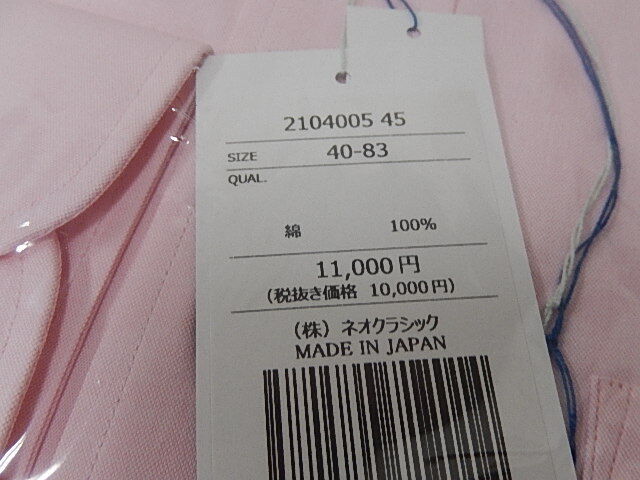 2104005 45
SIZE 40-83
QUAL.
綿 100%
11,000円
(税抜き価格 10,000円)
(株) ネオクラシック
MADE IN JAPAN